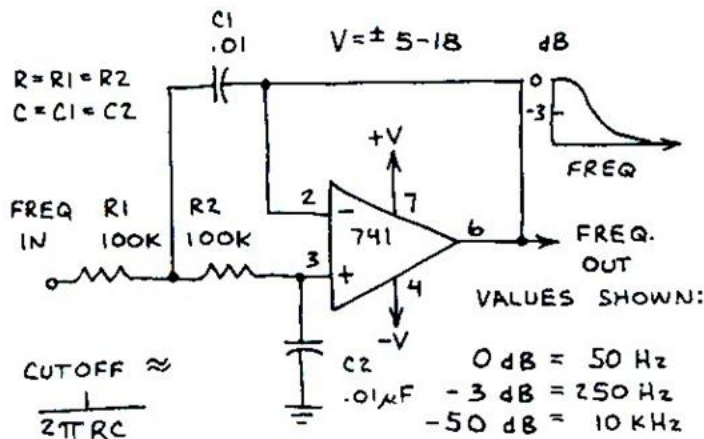 C1
.01
V = ± 5-18
dB
R = R1 = R2
C = C1 = C2
0
-3
FREQ
+V
FREQ IN
R1
100K
R2
100K
2
-
7
741
6
3
+
4
-V
FREQ. OUT
VALUES SHOWN:
CUTOFF ≈
1
2πRC
C2
.01µF
0 dB = 50 Hz
-3 dB = 250 Hz
-50 dB = 10 KHz